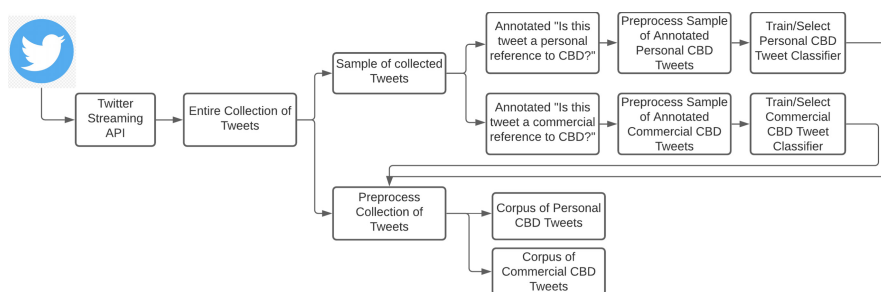 Twitter
Streaming
API
Entire Collection of
Tweets
Sample of collected
Tweets
Annotated "Is this
tweet a personal
reference to CBD?"
Preprocess Sample
of Annotated
Personal CBD
Tweets
Train/Select
Personal CBD
Tweet Classifier
Annotated "Is this
tweet a commercial
reference to CBD?"
Preprocess Sample
of Annotated
Commercial CBD
Tweets
Train/Select
Commercial
CBD Tweet
Classifier
Preprocess
Collection of
Tweets
Corpus of Personal
CBD Tweets
Corpus of
Commercial CBD
Tweets